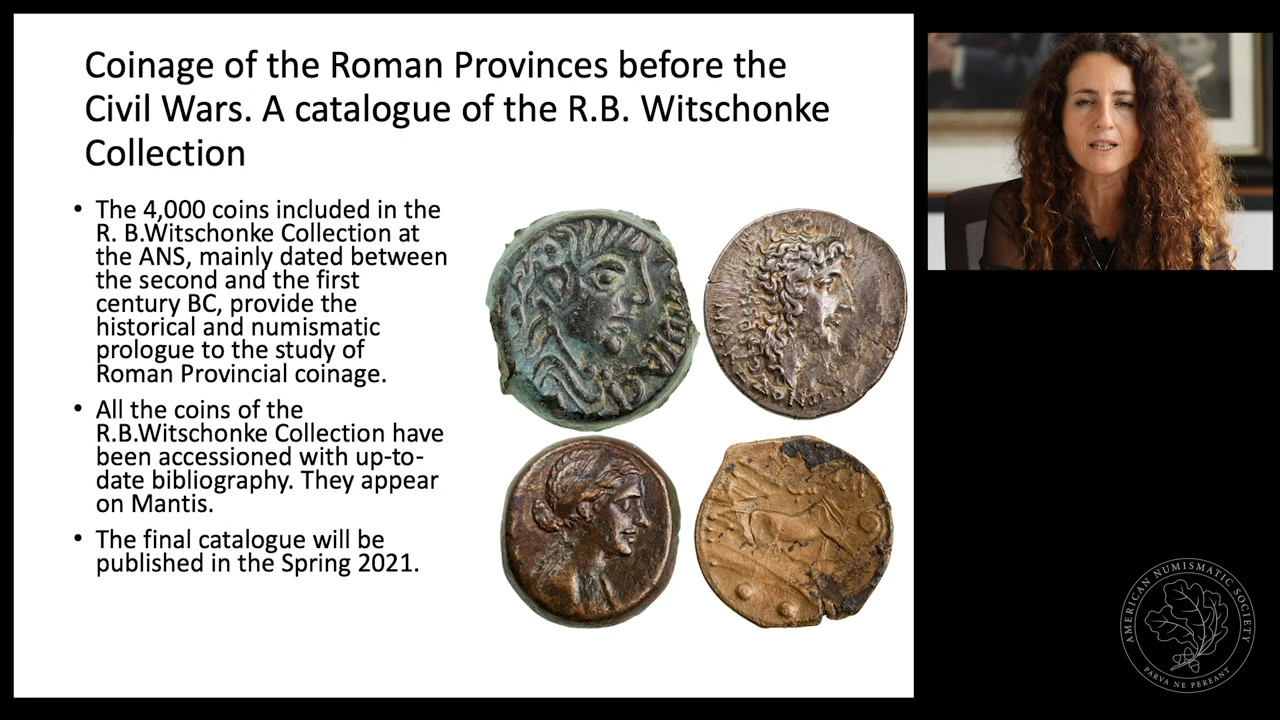 Coinage of the Roman Provinces before the
Civil Wars. A catalogue of the R.B. Witschonke
Collection
• The 4,000 coins included in the
R. B.Witschonke Collection at
the ANS, mainly dated between
the second and the first
century BC, provide the
historical and numismatic
prologue to the study of
Roman Provincial coinage.
• All the coins of the
R.B.Witschonke Collection have
been accessioned with up-to-
date bibliography. They appear
on Mantis.
• The final catalogue will be
published in the Spring 2021.
AMERICAN NUMISMATIC SOCIETY
PARVA NE PEREANT